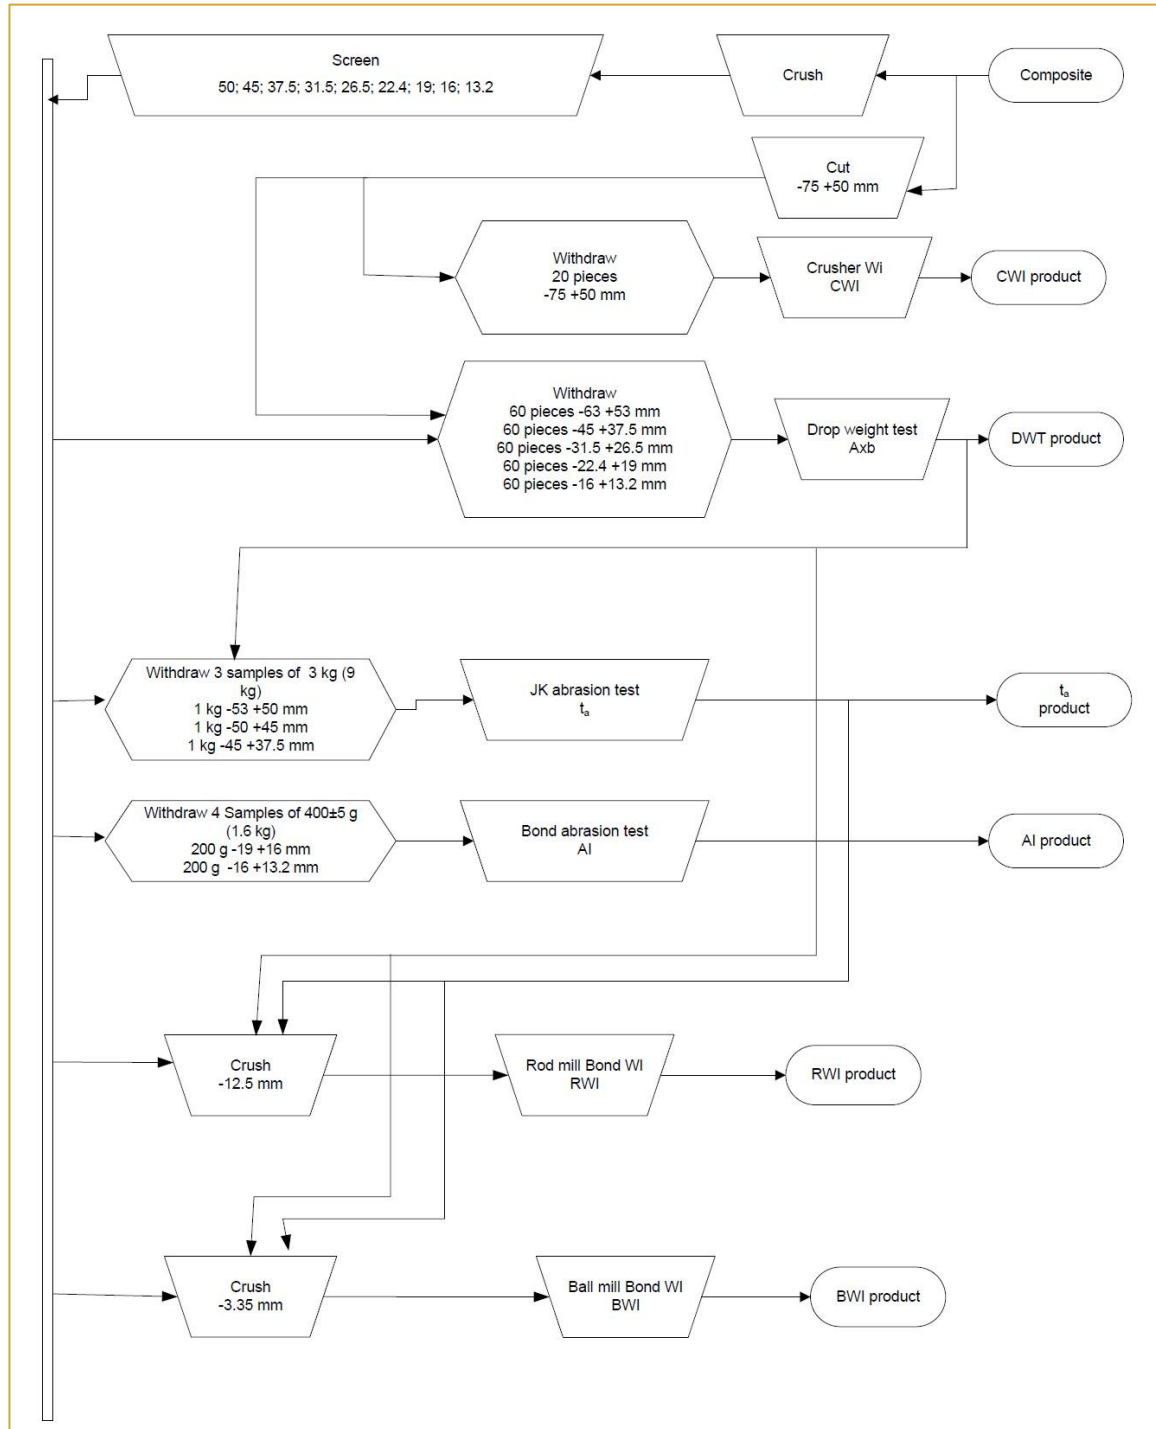 Screen
50; 45; 37.5; 31.5; 26.5; 22.4; 19; 16; 13.2
Crush
Composite
Cut
-75 +50 mm
Withdraw
20 pieces
-75 +50 mm
Crusher Wi
CWI
CWI product
Withdraw
60 pieces -63 +53 mm
60 pieces -45 +37.5 mm
60 pieces -31.5 +26.5 mm
60 pieces -22.4 +19 mm
60 pieces -16 +13.2 mm
Drop weight test
Axb
DWT product
Withdraw 3 samples of 3 kg (9
kg)
1 kg -53 +50 mm
1 kg -50 +45 mm
1 kg -45 +37.5 mm
JK abrasion test
tₐ
tₐ
product
Withdraw 4 Samples of 400±5 g
(1.6 kg)
200 g -19 +16 mm
200 g -16 +13.2 mm
Bond abrasion test
AI
AI product
Crush
-12.5 mm
Rod mill Bond WI
RWI
RWI product
Crush
-3.35 mm
Ball mill Bond WI
BWI
BWI product